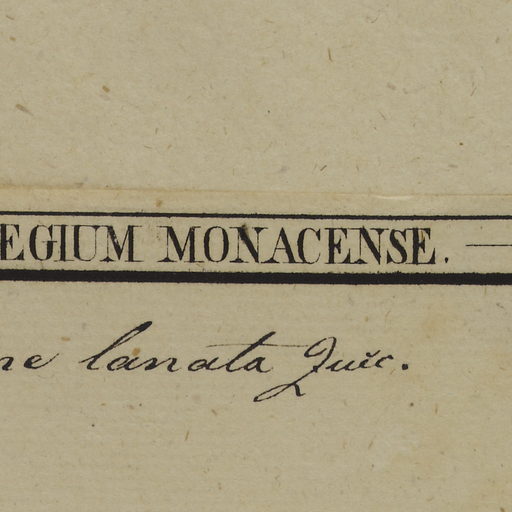 EGIUM MONACENSE. —
ne lanata Zucc.